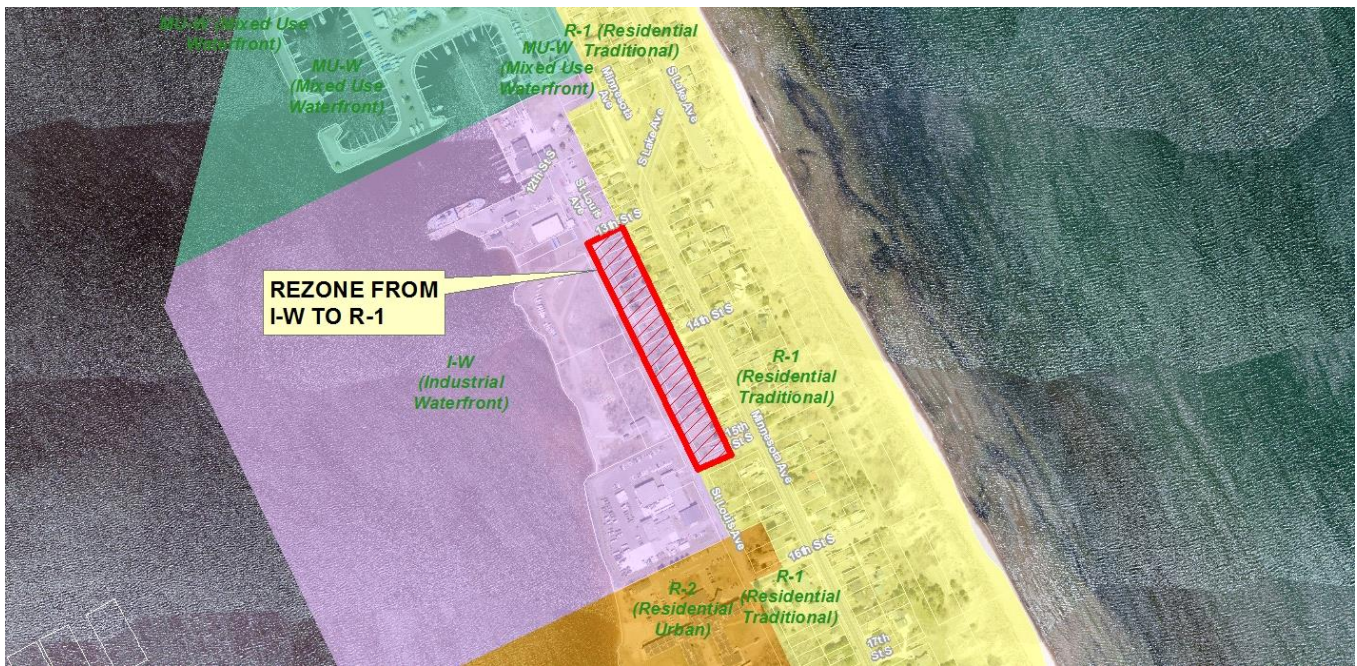 MU-W (Mixed Use
Waterfront)
R-1 (Residential
Traditional)
MU-W
(Mixed Use
Waterfront)
MU-W
(Mixed Use
Waterfront)
Minnesota
Ave
S Lake Ave
S Lake Ave
12th St S
St. Louis
Ave
13th St S
REZONE FROM
I-W TO R-1
14th St S
I-W
(Industrial
Waterfront)
R-1
(Residential
Traditional)
15th
St S
Minnesota Ave
St. Louis Ave
16th St S
R-2
(Residential
Urban)
R-1
(Residential
Traditional)
17th
St S